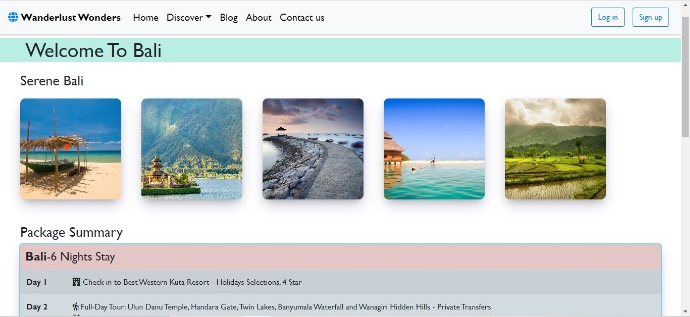 Wanderlust Wonders Home Discover Blog About Contact us Log in Sign up
Welcome To Bali
Serene Bali
Package Summary
Bali-6 Nights Stay
Day 1 Check in to Best Western Kuta Resort - Holidays Selections, 4 Star
Day 2 Full-Day Tour: Ulun Danu Temple, Handara Gate, Twin Lakes, Banyumala Waterfall and Wanagiri Hidden Hills - Private Transfers